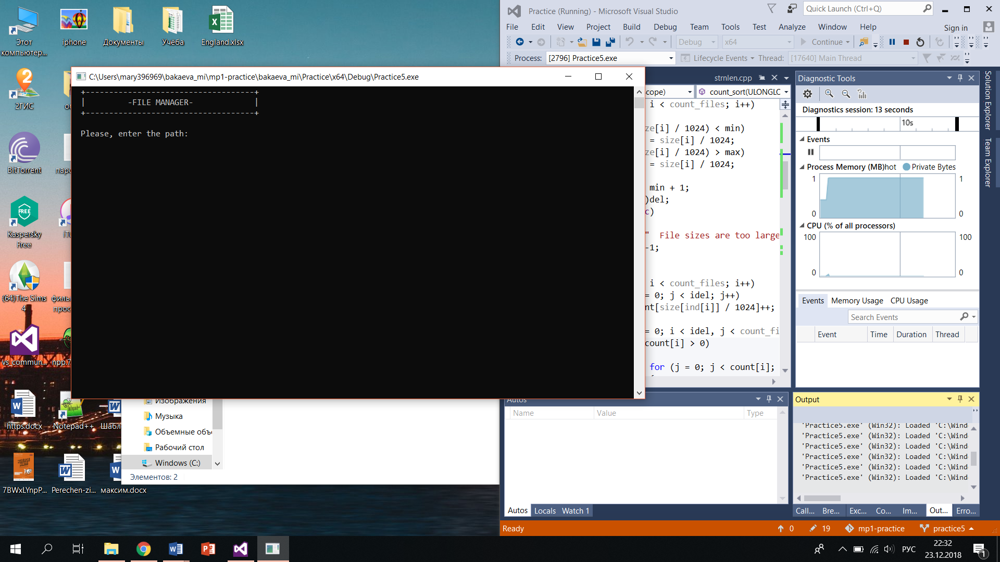 Этот компьютер...
iphone
Документы
Учёба
England.xlsx
2ГИС
BitTorrent
Kaspersky Free
(64)The Sims 4
vs_commun...
npp.7
https.docx
Notepad++
Шабл
7BWxLYnpP...
Perechen-zi...
максим.docx
C:\Users\mary396969\bakaeva_mi\mp1-practice\bakaeva_mi\Practice\x64\Debug\Practice5.exe
+------------------------------------+
|         -FILE MANAGER-             |
+------------------------------------+
Please, enter the path:
Изображения
Музыка
Объемные объ
Рабочий стол
Windows (C:)
Элементов: 2
Practice (Running) - Microsoft Visual Studio
Quick Launch (Ctrl+Q)
File Edit View Project Build Debug Team Tools Test Analyze Window Help
Sign in
Debug x64 Continue
Process: [2796] Practice5.exe Lifecycle Events Thread: [17640] Main Thread
strnlen.cpp
cope) count_sort(ULONGLC
i < count_files; i++)
ze[i] / 1024) < min)
= size[i] / 1024;
ze[i] / 1024) > max)
= size[i] / 1024;
min + 1;
)del;
c)
"  File sizes are too large
-1;
i < count_files; i++)
= 0; j < idel; j++)
nt[size[ind[i]] / 1024]++;
= 0; i < idel, j < count_fi
count[i] > 0)
for (j = 0; j < count[i];
Diagnostic Tools
Diagnostics session: 13 seconds
10s
Events
Process Memory (MB)hot Private Bytes
1 1
0 0
CPU (% of all processors)
100 100
0 0
Events Memory Usage CPU Usage
Search Events
Event Time Duration Thread
Solution Explorer
Team Explorer
Autos
Name Value Type
Autos Locals Watch 1
Output
'Practice5.exe' (Win32): Loaded 'C:\Wind
'Practice5.exe' (Win32): Loaded 'C:\Wind
'Practice5.exe' (Win32): Loaded 'C:\Wind
'Practice5.exe' (Win32): Loaded 'C:\Wind
'Practice5.exe' (Win32): Loaded 'C:\Wind
'Practice5.exe' (Win32): Loaded 'C:\Wind
Call... Bre... Exc... Co... Im... Out... Erro...
Ready 0 19 mp1-practice practice5
РУС
22:32
23.12.2018
1